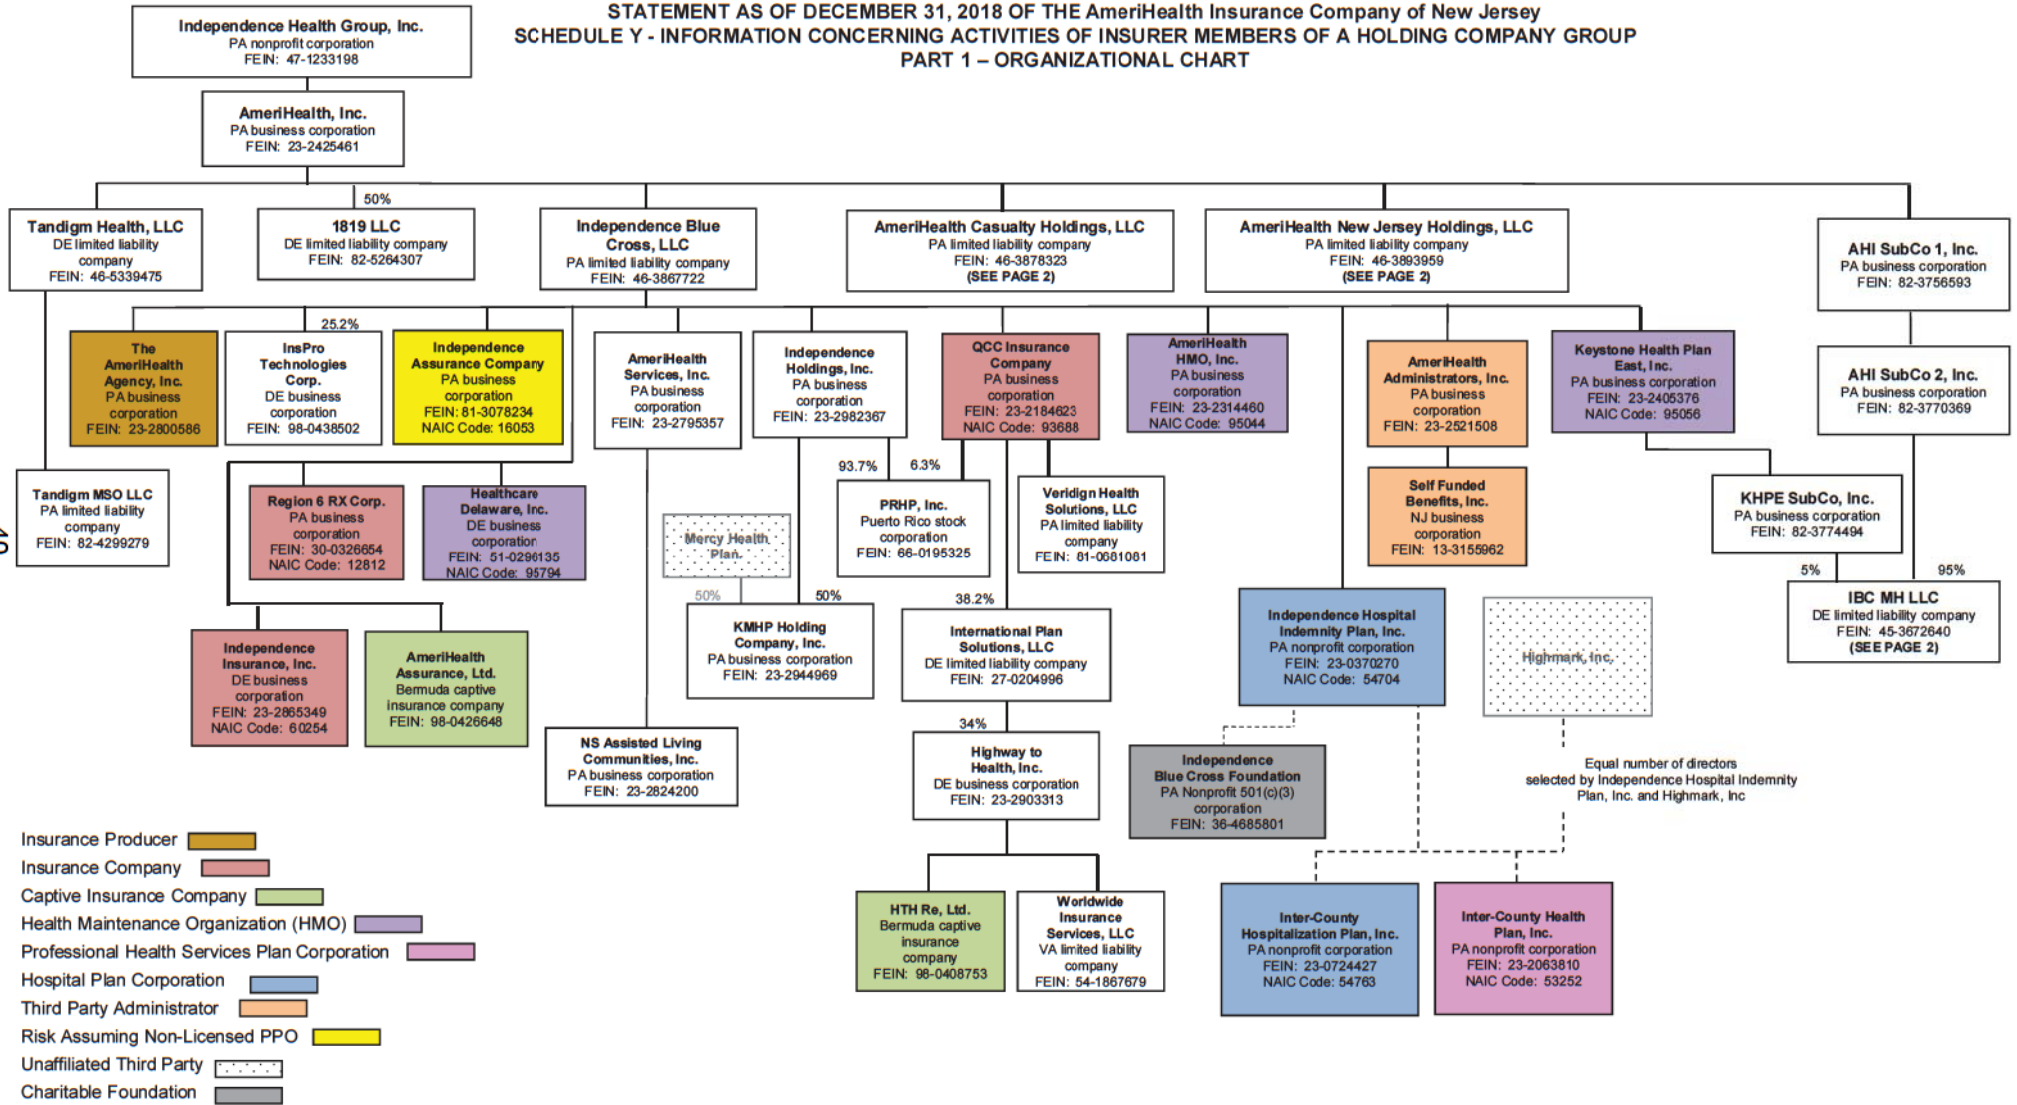 STATEMENT AS OF DECEMBER 31, 2018 OF THE AmeriHealth Insurance Company of New Jersey
SCHEDULE Y - INFORMATION CONCERNING ACTIVITIES OF INSURER MEMBERS OF A HOLDING COMPANY GROUP
PART 1 – ORGANIZATIONAL CHART
Independence Health Group, Inc.
PA nonprofit corporation
FEIN: 47-1233198
AmeriHealth, Inc.
PA business corporation
FEIN: 23-2425461
Tandigm Health, LLC
DE limited liability
company
FEIN: 46-5339475
50%
1819 LLC
DE limited liability company
FEIN: 82-5264307
Independence Blue
Cross, LLC
PA limited liability company
FEIN: 46-3867722
AmeriHealth Casualty Holdings, LLC
PA limited liability company
FEIN: 46-3878323
(SEE PAGE 2)
AmeriHealth New Jersey Holdings, LLC
PA limited liability company
FEIN: 46-3893959
(SEE PAGE 2)
AHI SubCo 1, Inc.
PA business corporation
FEIN: 82-3756593
The
AmeriHealth
Agency, Inc.
PA business
corporation
FEIN: 23-2800586
25.2%
InsPro
Technologies
Corp.
DE business
corporation
FEIN: 98-0438502
Independence
Assurance Company
PA business
corporation
FEIN: 81-3078234
NAIC Code: 16053
AmeriHealth
Services, Inc.
PA business
corporation
FEIN: 23-2795357
Independence
Holdings, Inc.
PA business
corporation
FEIN: 23-2982367
QCC Insurance
Company
PA business
corporation
FEIN: 23-2184623
NAIC Code: 93688
AmeriHealth
HMO, Inc.
PA business
corporation
FEIN: 23-2314460
NAIC Code: 95044
AmeriHealth
Administrators, Inc.
PA business
corporation
FEIN: 23-2521508
Keystone Health Plan
East, Inc.
PA business corporation
FEIN: 23-2405376
NAIC Code: 95056
AHI SubCo 2, Inc.
PA business corporation
FEIN: 82-3770369
Tandigm MSO LLC
PA limited liability
company
FEIN: 82-4299279
Region 6 RX Corp.
PA business
corporation
FEIN: 30-0326654
NAIC Code: 12812
Healthcare
Delaware, Inc.
DE business
corporation
FEIN: 51-0296135
NAIC Code: 95794
Mercy Health
Plan
93.7%
6.3%
PRHP, Inc.
Puerto Rico stock
corporation
FEIN: 66-0195325
Veridign Health
Solutions, LLC
PA limited liability
company
FEIN: 81-0681081
Self Funded
Benefits, Inc.
NJ business
corporation
FEIN: 13-3155962
KHPE SubCo, Inc.
PA business corporation
FEIN: 82-3774494
5%
95%
IBC MH LLC
DE limited liability company
FEIN: 45-3672640
(SEE PAGE 2)
Independence
Insurance, Inc.
DE business
corporation
FEIN: 23-2865349
NAIC Code: 60254
AmeriHealth
Assurance, Ltd.
Bermuda captive
insurance company
FEIN: 98-0426648
50%
50%
KMHP Holding
Company, Inc.
PA business corporation
FEIN: 23-2944969
38.2%
International Plan
Solutions, LLC
DE limited liability company
FEIN: 27-0204996
Independence Hospital
Indemnity Plan, Inc.
PA nonprofit corporation
FEIN: 23-0370270
NAIC Code: 54704
Highmark, Inc.
NS Assisted Living
Communities, Inc.
PA business corporation
FEIN: 23-2824200
34%
Highway to
Health, Inc.
DE business corporation
FEIN: 23-2903313
Independence
Blue Cross Foundation
PA Nonprofit 501(c)(3)
corporation
FEIN: 36-4685801
Equal number of directors
selected by Independence Hospital Indemnity
Plan, Inc. and Highmark, Inc
HTH Re, Ltd.
Bermuda captive
insurance
company
FEIN: 98-0408753
Worldwide
Insurance
Services, LLC
VA limited liability
company
FEIN: 54-1867679
Inter-County
Hospitalization Plan, Inc.
PA nonprofit corporation
FEIN: 23-0724427
NAIC Code: 54763
Inter-County Health
Plan, Inc.
PA nonprofit corporation
FEIN: 23-2063810
NAIC Code: 53252
Insurance Producer
Insurance Company
Captive Insurance Company
Health Maintenance Organization (HMO)
Professional Health Services Plan Corporation
Hospital Plan Corporation
Third Party Administrator
Risk Assuming Non-Licensed PPO
Unaffiliated Third Party
Charitable Foundation